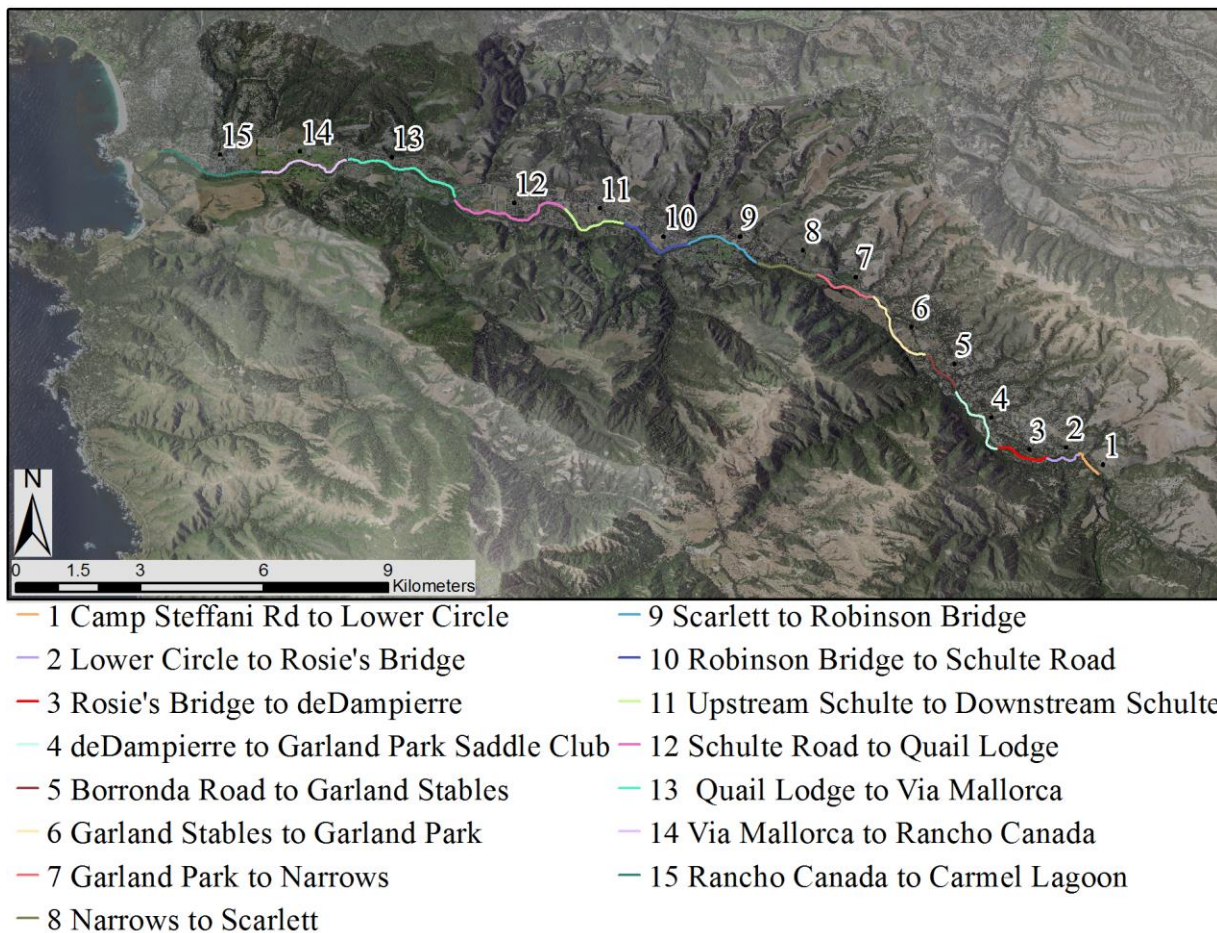 15
14
13
12
11
10
9
8
7
6
5
4
3
2
1
N
0 1.5 3 6 9
Kilometers
1 Camp Steffani Rd to Lower Circle
2 Lower Circle to Rosie's Bridge
3 Rosie's Bridge to deDampierre
4 deDampierre to Garland Park Saddle Club
5 Borronda Road to Garland Stables
6 Garland Stables to Garland Park
7 Garland Park to Narrows
8 Narrows to Scarlett
9 Scarlett to Robinson Bridge
10 Robinson Bridge to Schulte Road
11 Upstream Schulte to Downstream Schulte
12 Schulte Road to Quail Lodge
13 Quail Lodge to Via Mallorca
14 Via Mallorca to Rancho Canada
15 Rancho Canada to Carmel Lagoon